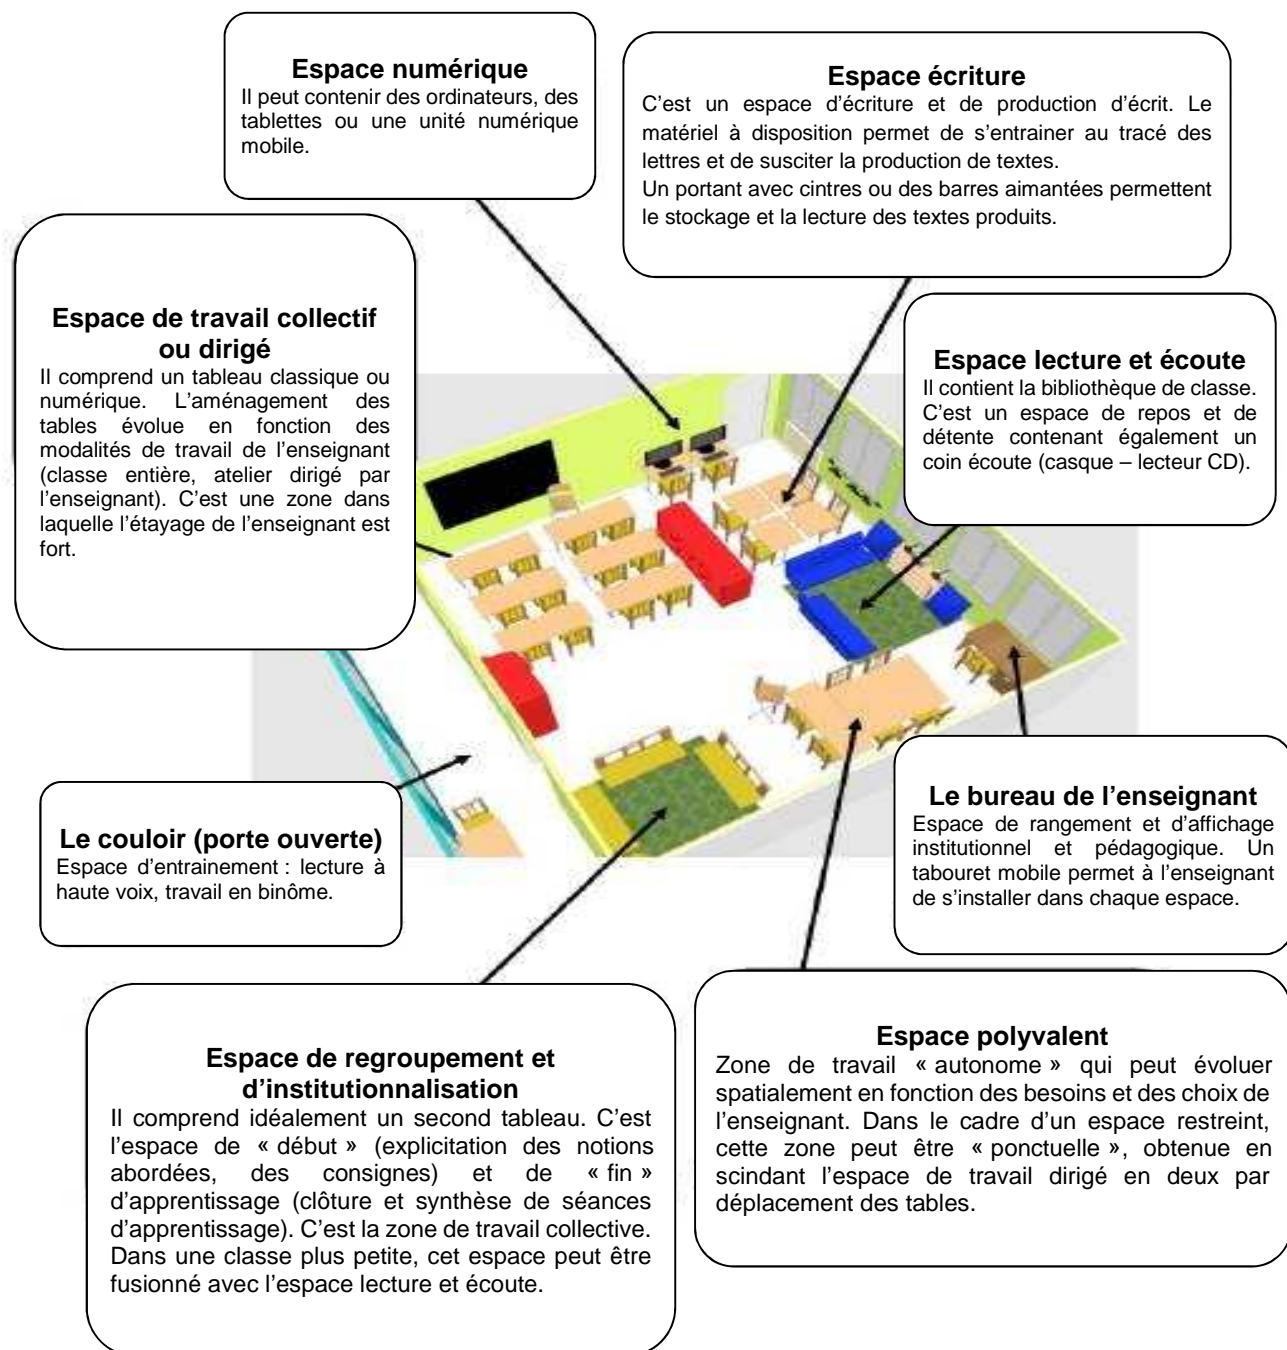 Espace numérique
Il peut contenir des ordinateurs, des
tablettes ou une unité numérique
mobile.
Espace écriture
C’est un espace d’écriture et de production d’écrit. Le
matériel à disposition permet de s’entrainer au tracé des
lettres et de susciter la production de textes.
Un portant avec cintres ou des barres aimantées permettent
le stockage et la lecture des textes produits.
Espace de travail collectif
ou dirigé
Il comprend un tableau classique ou
numérique. L’aménagement des
tables évolue en fonction des
modalités de travail de l’enseignant
(classe entière, atelier dirigé par
l’enseignant). C’est une zone dans
laquelle l’étayage de l’enseignant est
fort.
Espace lecture et écoute
Il contient la bibliothèque de classe.
C’est un espace de repos et de
détente contenant également un
coin écoute (casque – lecteur CD).
Le couloir (porte ouverte)
Espace d’entrainement : lecture à
haute voix, travail en binôme.
Le bureau de l’enseignant
Espace de rangement et d’affichage
institutionnel et pédagogique. Un
tabouret mobile permet à l’enseignant
de s’installer dans chaque espace.
Espace de regroupement et
d’institutionnalisation
Il comprend idéalement un second tableau. C’est
l’espace de « début » (explicitation des notions
abordées, des consignes) et de « fin »
d’apprentissage (clôture et synthèse de séances
d’apprentissage). C’est la zone de travail collective.
Dans une classe plus petite, cet espace peut être
fusionné avec l’espace lecture et écoute.
Espace polyvalent
Zone de travail « autonome » qui peut évoluer
spatialement en fonction des besoins et des choix de
l’enseignant. Dans le cadre d’un espace restreint,
cette zone peut être « ponctuelle », obtenue en
scindant l’espace de travail dirigé en deux par
déplacement des tables.